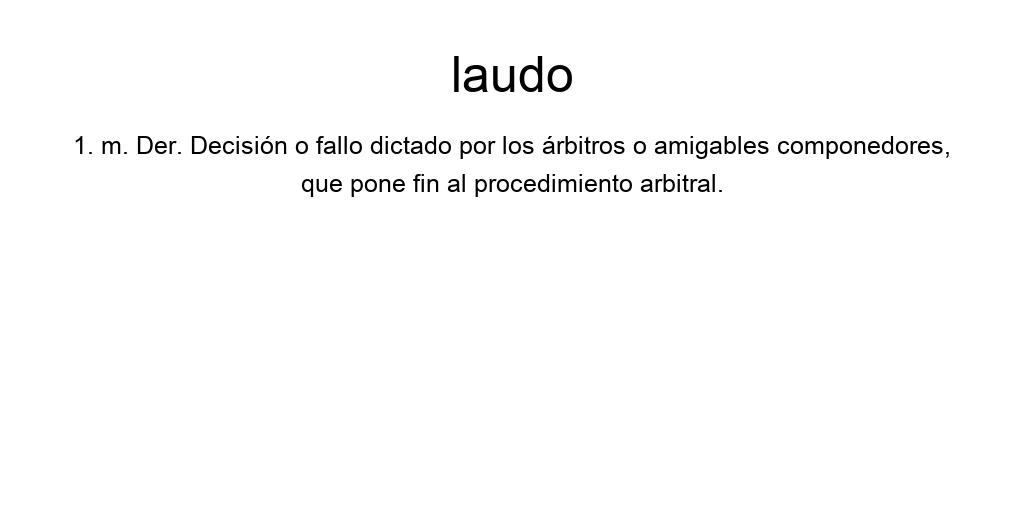 laudo
1. m. Der. Decisión o fallo dictado por los árbitros o amigables componedores,
que pone fin al procedimiento arbitral.